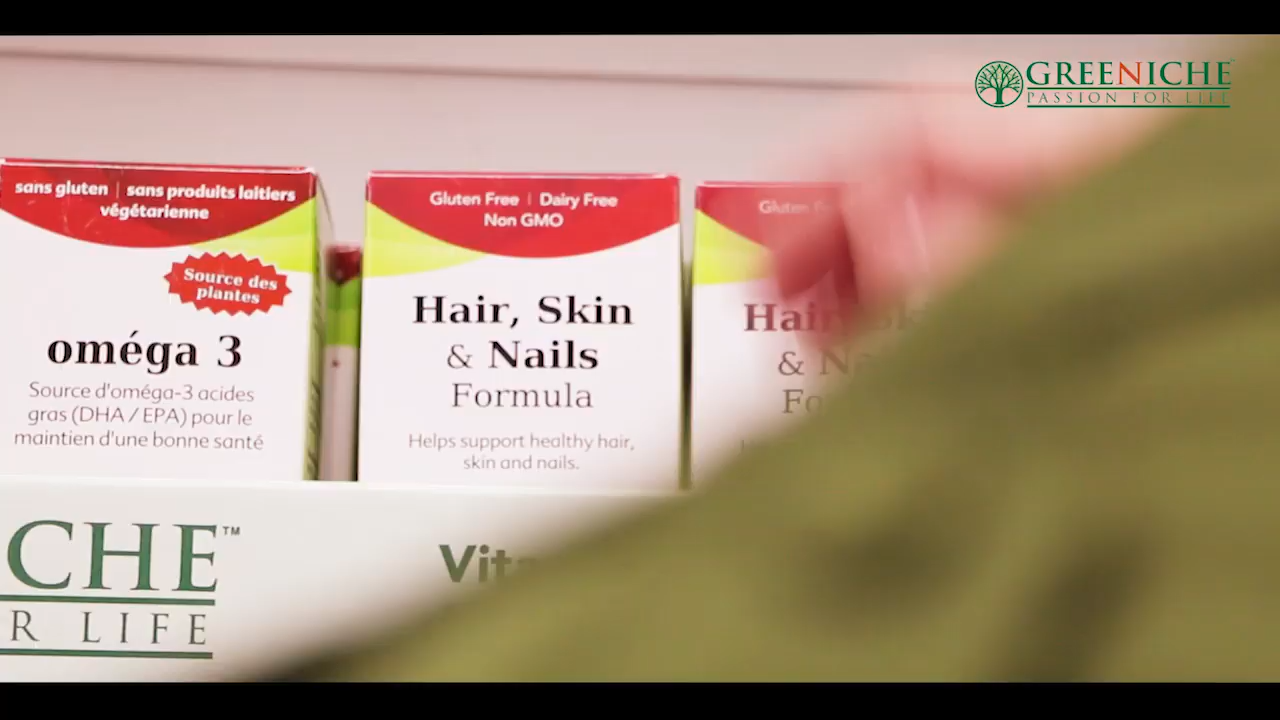 GREENICHE
PASSION FOR LIFE
sans gluten | sans produits laitiers
végétarienne
Source des
plantes
oméga 3
Source d'oméga-3 acides
gras (DHA / EPA) pour le
maintien d'une bonne santé
Gluten Free | Dairy Free
Non GMO
Hair, Skin
& Nails
Formula
Helps support healthy hair,
skin and nails.
Gluten
Hair,
&
CHE™
R LIFE